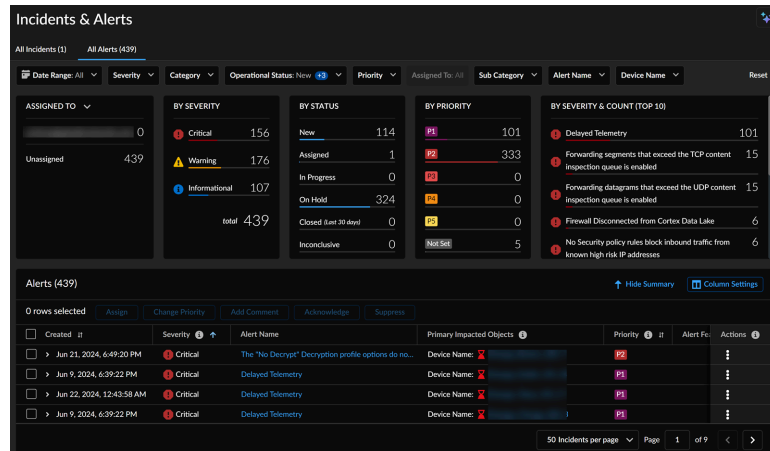 Incidents & Alerts
All Incidents (1) All Alerts (439)
Date Range: All Severity Category Operational Status: New +3 Priority Assigned To: All Sub Category Alert Name Device Name Reset
ASSIGNED TO
0
Unassigned 439
BY SEVERITY
Critical 156
Warning 176
Informational 107
total 439
BY STATUS
New 114
Assigned 1
In Progress 0
On Hold 324
Closed (Last 30 days) 0
Inconclusive 0
BY PRIORITY
P1 101
P2 333
P3 0
P4 0
P5 0
Not Set 5
BY SEVERITY & COUNT (TOP 10)
Delayed Telemetry 101
Forwarding segments that exceed the TCP content 15
inspection queue is enabled
Forwarding datagrams that exceed the UDP content 15
inspection queue is enabled
Firewall Disconnected from Cortex Data Lake 6
No Security policy rules block inbound traffic from 6
known high risk IP addresses
Alerts (439) Hide Summary Column Settings
0 rows selected Assign Change Priority Add Comment Acknowledge Suppress
Created Severity Alert Name Primary Impacted Objects Priority Alert Fe Actions
Jun 21, 2024, 6:49:20 PM Critical The "No Decrypt" Decryption profile options do no... Device Name: P2
Jun 9, 2024, 6:39:22 PM Critical Delayed Telemetry Device Name: P1
Jun 22, 2024, 12:43:58 AM Critical Delayed Telemetry Device Name: P1
Jun 9, 2024, 6:39:22 PM Critical Delayed Telemetry Device Name: P1
50 Incidents per page Page 1 of 9